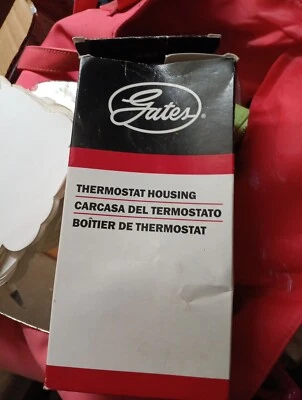 Gates®
THERMOSTAT HOUSING
CARCASA DEL TERMOSTATO
BOÎTIER DE THERMOSTAT